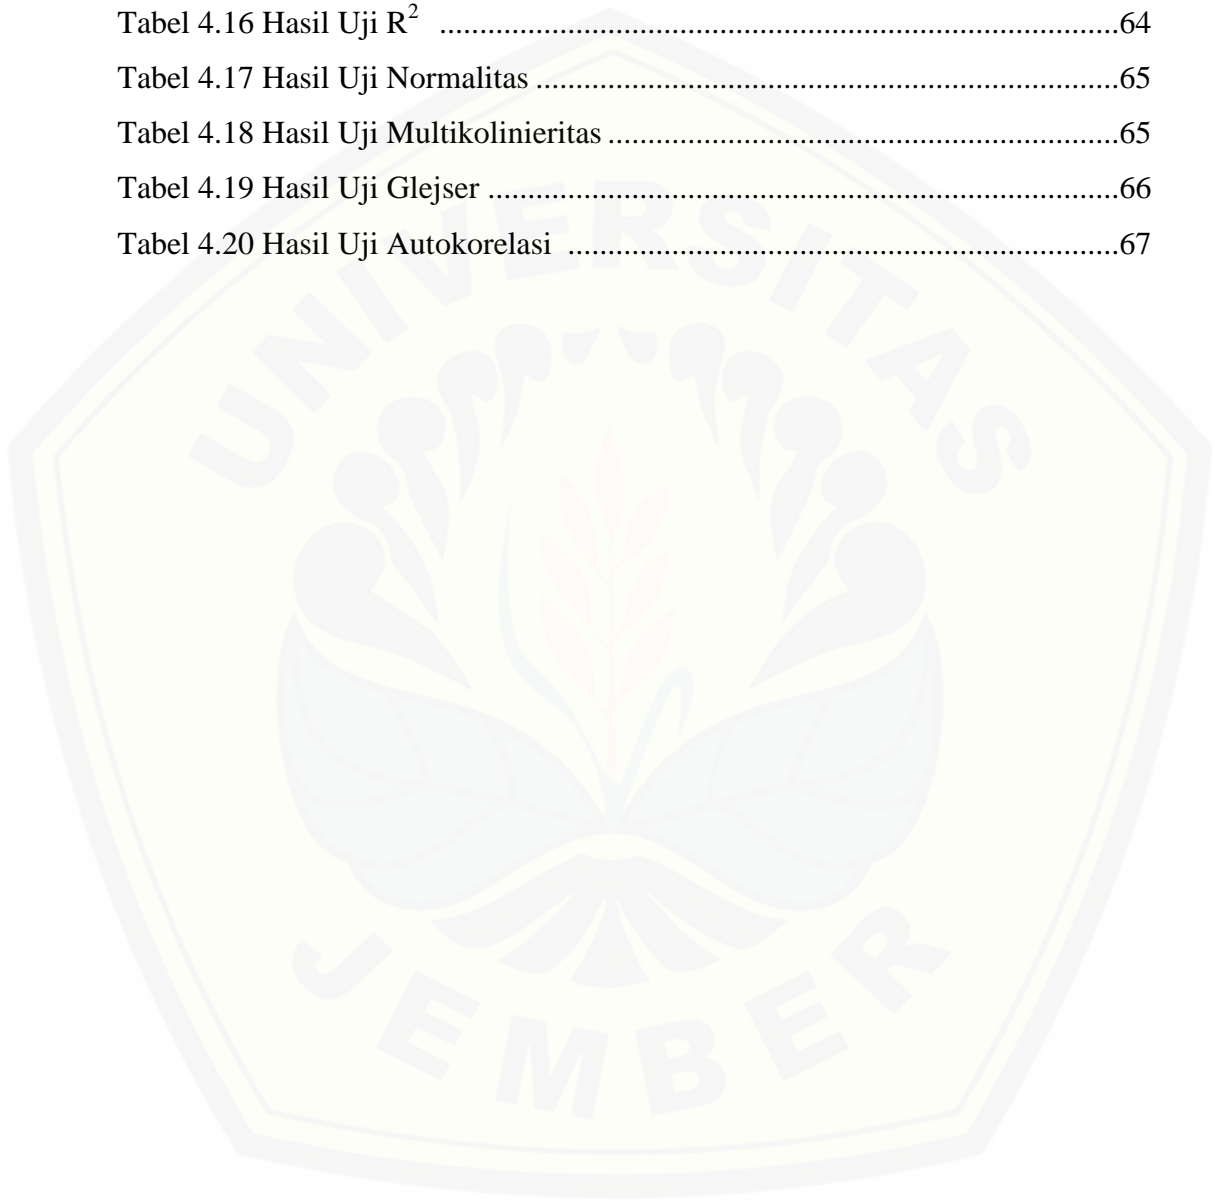 Tabel 4.16 Hasil Uji R² ....................................................................................64
Tabel 4.17 Hasil Uji Normalitas ........................................................................65
Tabel 4.18 Hasil Uji Multikolinieritas ...............................................................65
Tabel 4.19 Hasil Uji Glejser ..............................................................................66
Tabel 4.20 Hasil Uji Autokorelasi ....................................................................67
UNIVERSITAS
JEMBER